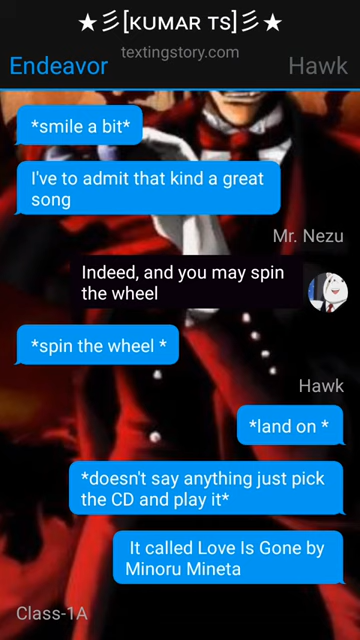 ★彡[ᴋᴜᴍᴀʀ ᴛs]彡★
textingstory.com
Endeavor
Hawk
*smile a bit*
I've to admit that kind a great
song
Mr. Nezu
Indeed, and you may spin
the wheel
*spin the wheel *
Hawk
*land on *
*doesn't say anything just pick
the CD and play it*
It called Love Is Gone by
Minoru Mineta
Class-1A